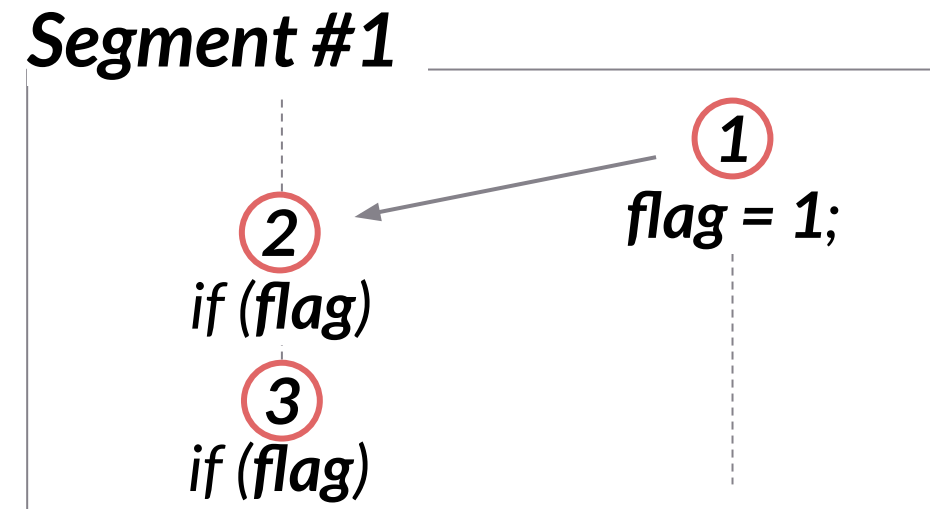 Segment #1
1
flag = 1;
2
if (flag)
3
if (flag)